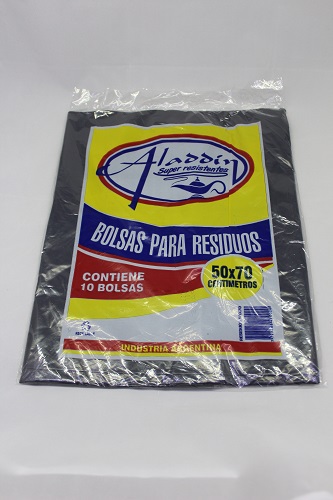 Aladdin
Super resistentes
BOLSAS PARA RESIDUOS
CONTIENE
10 BOLSAS
50x70
CENTIMETROS
INDUSTRIA ARGENTINA